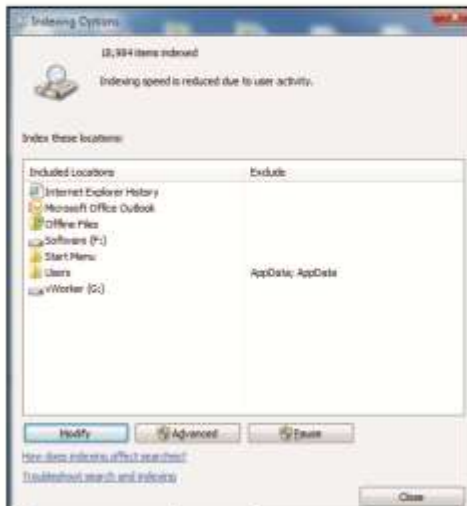 Indexing Options
18,984 items indexed
Indexing speed is reduced due to user activity.
Index these locations:
Included Locations Exclude
Internet Explorer History
Microsoft Office Outlook
Offline Files
Software (F:)
Start Menu
Users AppData; AppData
vWorker (G:)
Modify Advanced Pause
How does indexing affect searches?
Troubleshoot search and indexing
Close